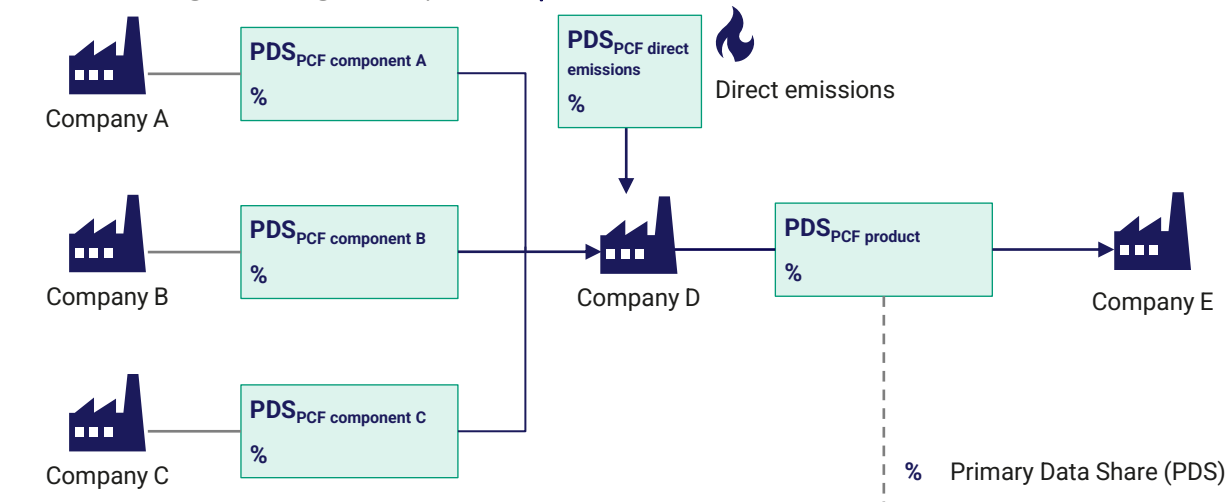 PDSPCF component A
%
Company A
PDSPCF direct
emissions
%
Direct emissions
PDSPCF component B
%
Company B
Company D
PDSPCF product
%
Company E
PDSPCF component C
%
Company C
% Primary Data Share (PDS)